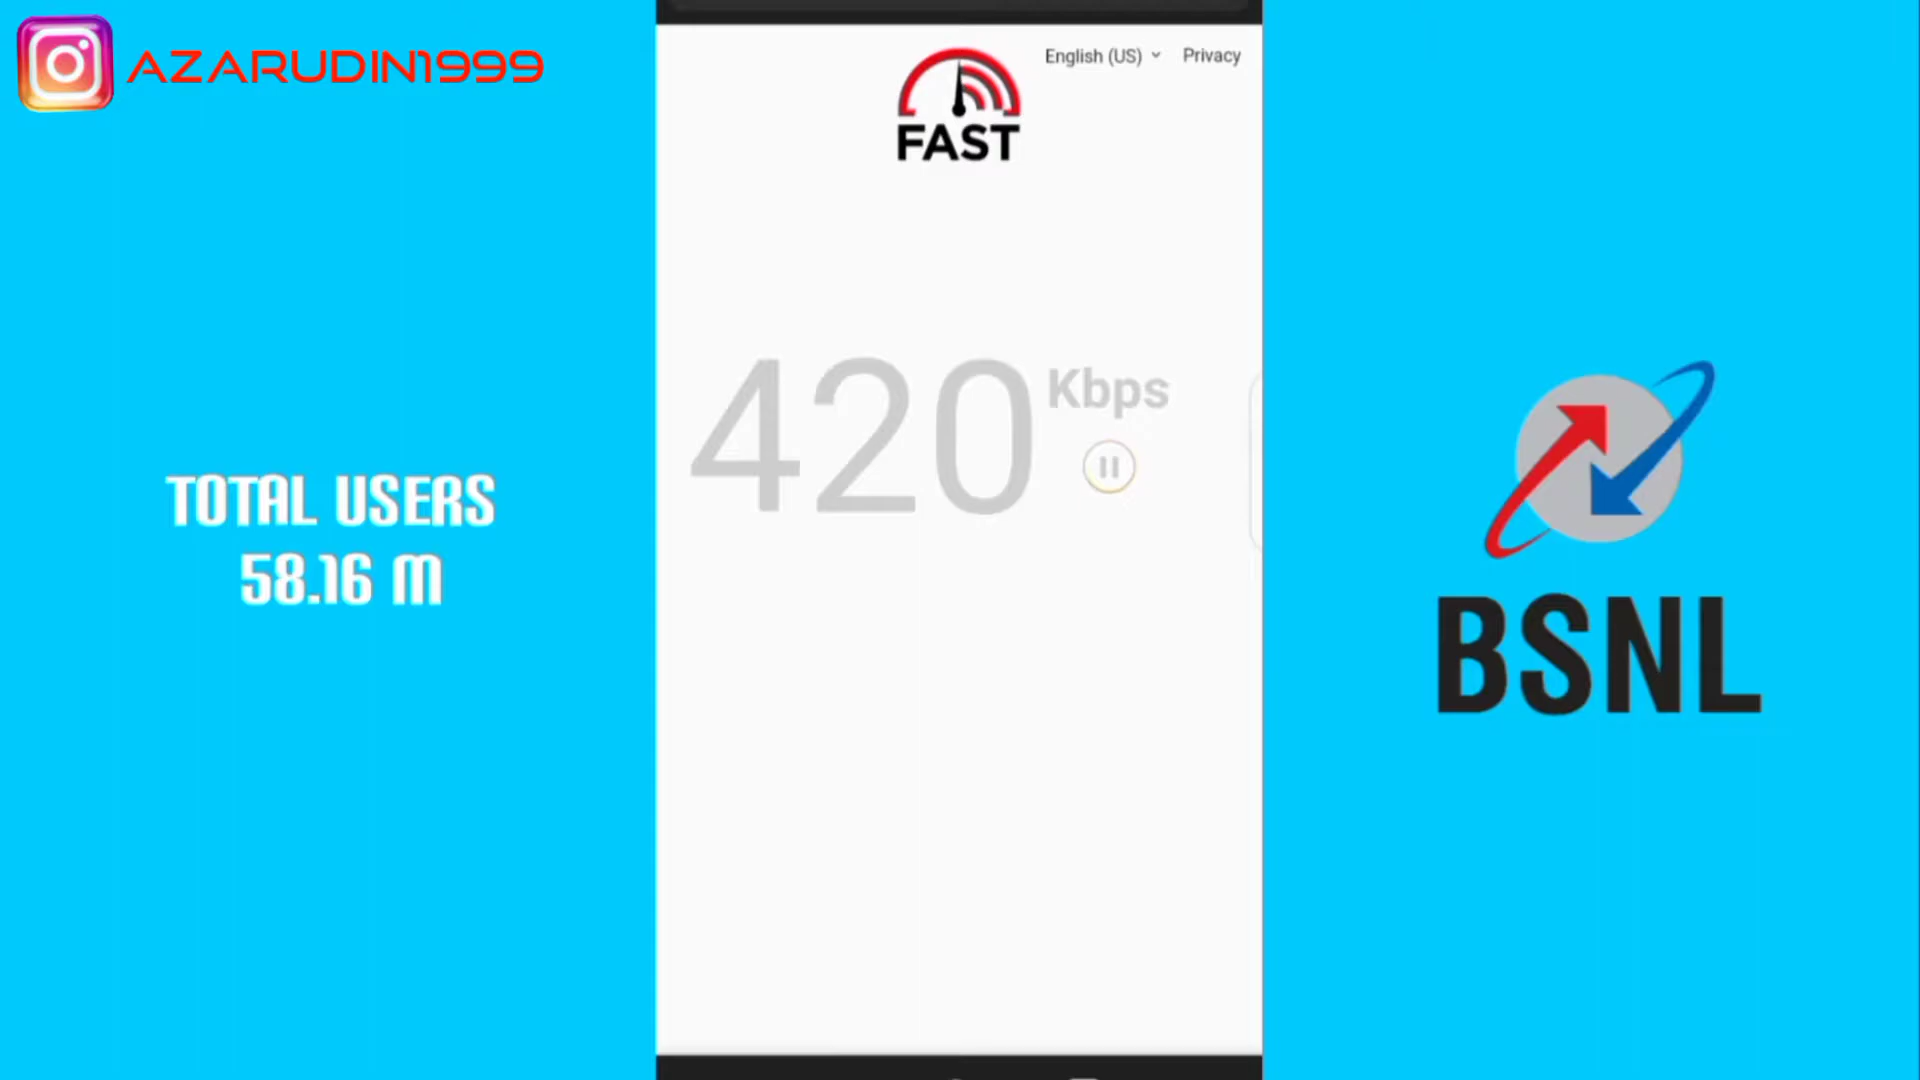 AZARUDIN1999
English (US) Privacy
FAST
420 Kbps
TOTAL USERS
58.16 M
BSNL